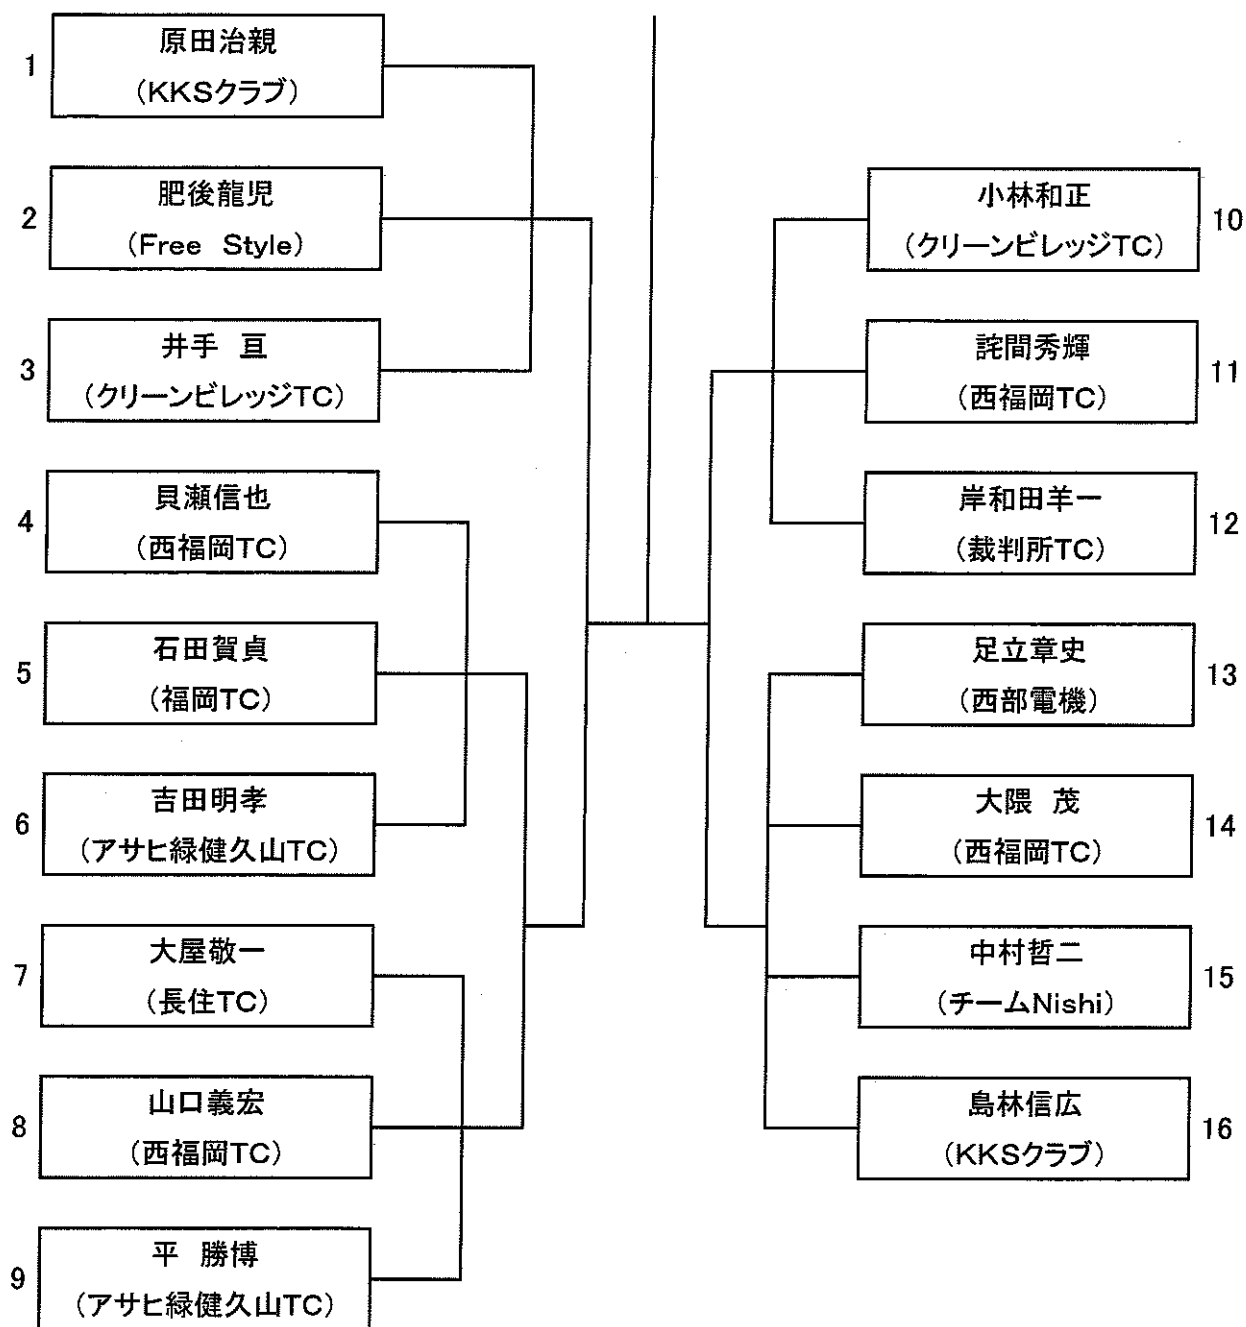 1
原田治親
(KKSクラブ)
2
肥後龍児
(Free Style)
3
井手 亘
(クリーンビレッジTC)
4
貝瀬信也
(西福岡TC)
5
石田賀貞
(福岡TC)
6
吉田明孝
(アサヒ緑健久山TC)
7
大屋敬一
(長住TC)
8
山口義宏
(西福岡TC)
9
平 勝博
(アサヒ緑健久山TC)
小林和正
(クリーンビレッジTC)
10
詫間秀輝
(西福岡TC)
11
岸和田羊一
(裁判所TC)
12
足立章史
(西部電機)
13
大隈 茂
(西福岡TC)
14
中村哲二
(チームNishi)
15
島林信広
(KKSクラブ)
16